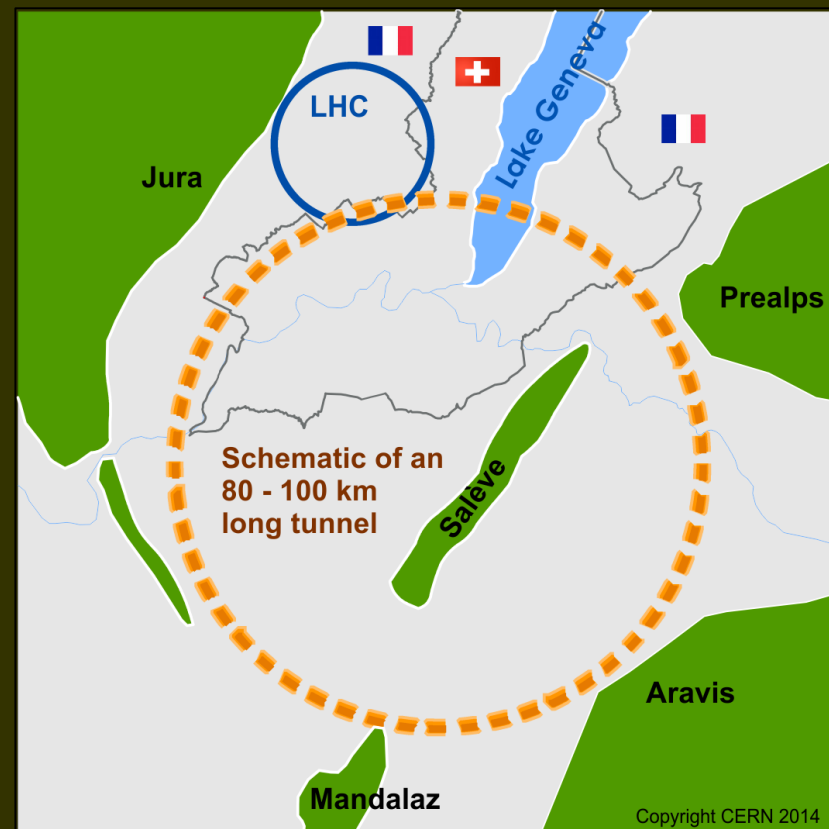 LHC
Lake Geneva
Jura
Prealps
Schematic of an
80 - 100 km
long tunnel
Salève
Aravis
Mandalaz
Copyright CERN 2014